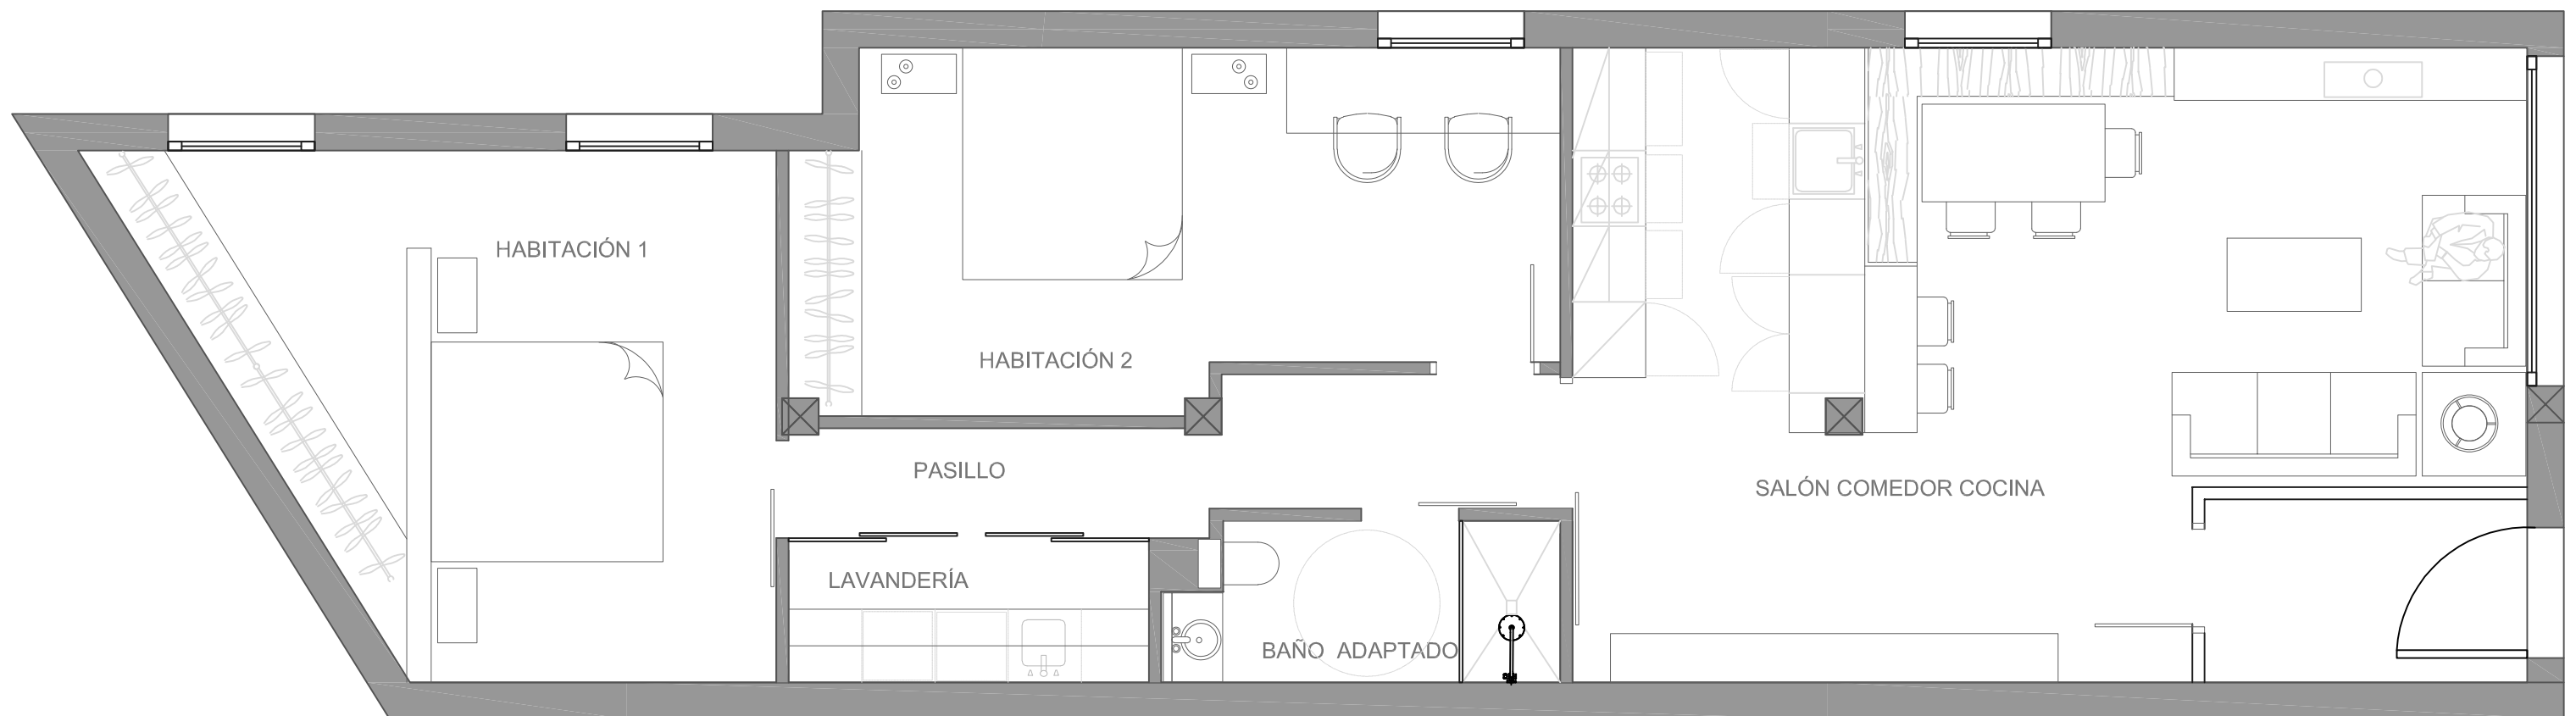 HABITACIÓN 1
HABITACIÓN 2
PASILLO
SALÓN COMEDOR COCINA
LAVANDERÍA
BAÑO ADAPTADO